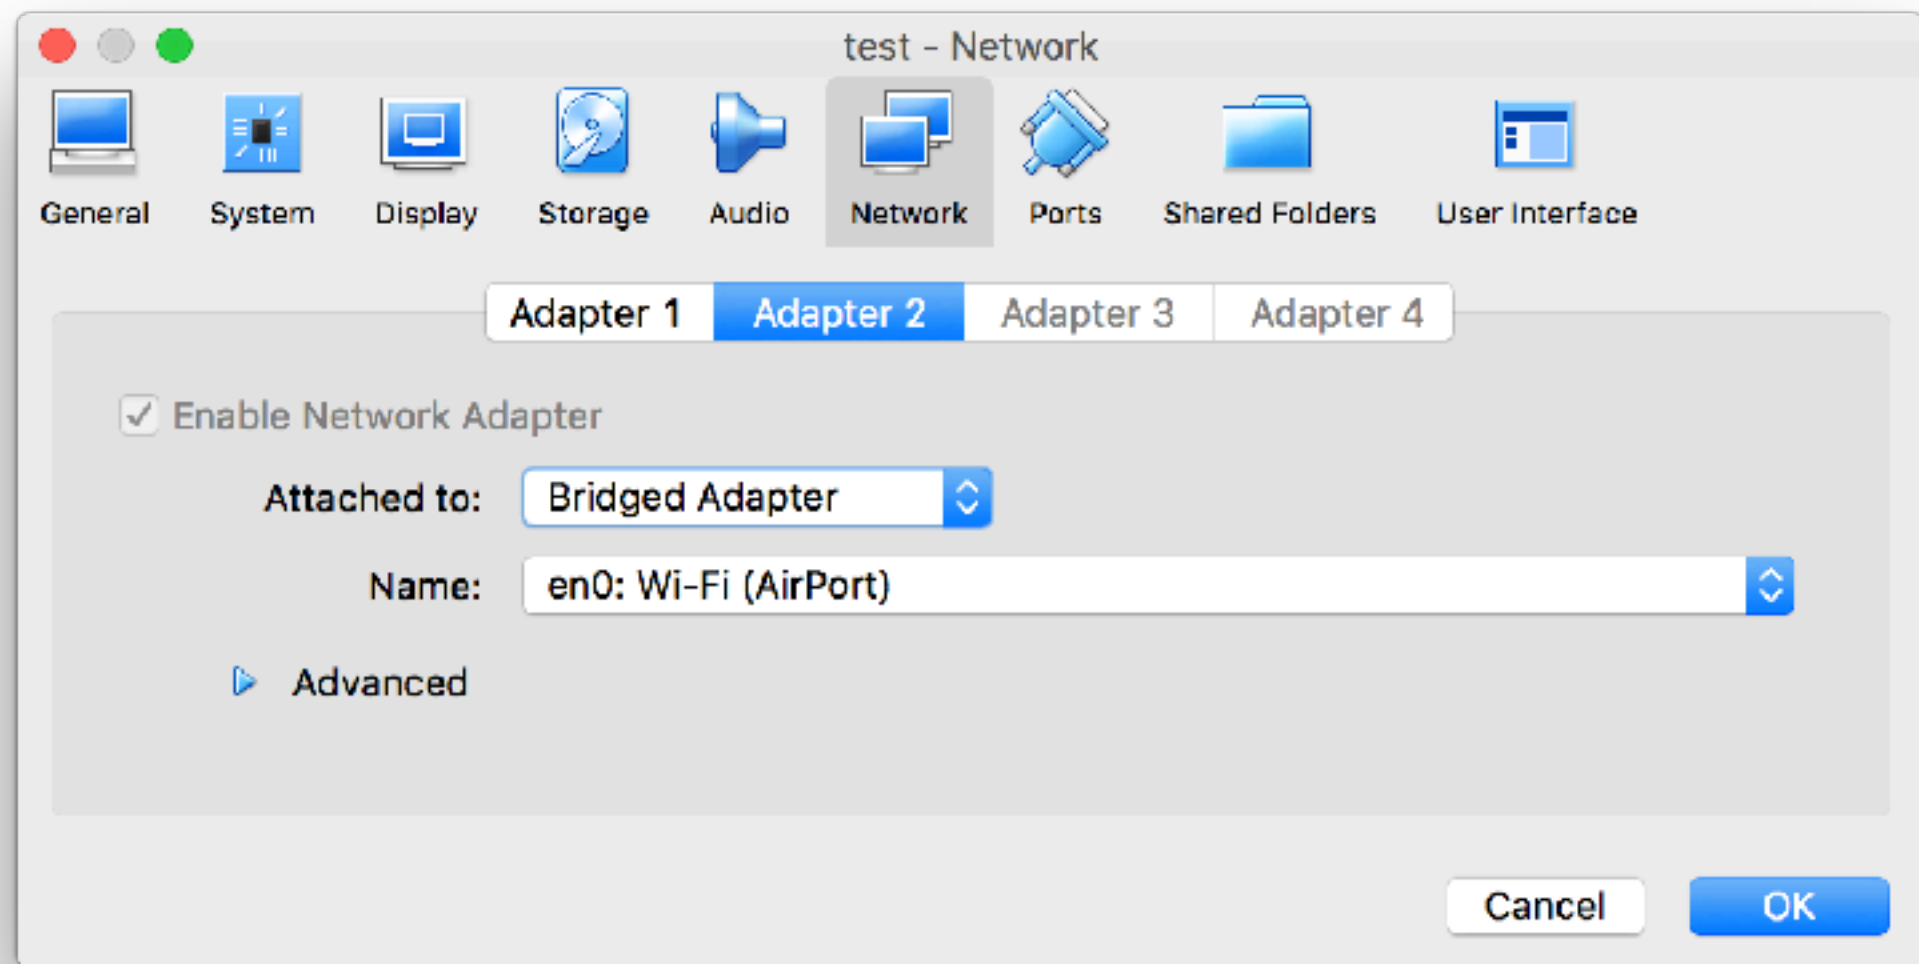 test - Network
General System Display Storage Audio Network Ports Shared Folders User Interface
Adapter 1 Adapter 2 Adapter 3 Adapter 4
Enable Network Adapter
Attached to: Bridged Adapter
Name: en0: Wi-Fi (AirPort)
Advanced
Cancel OK